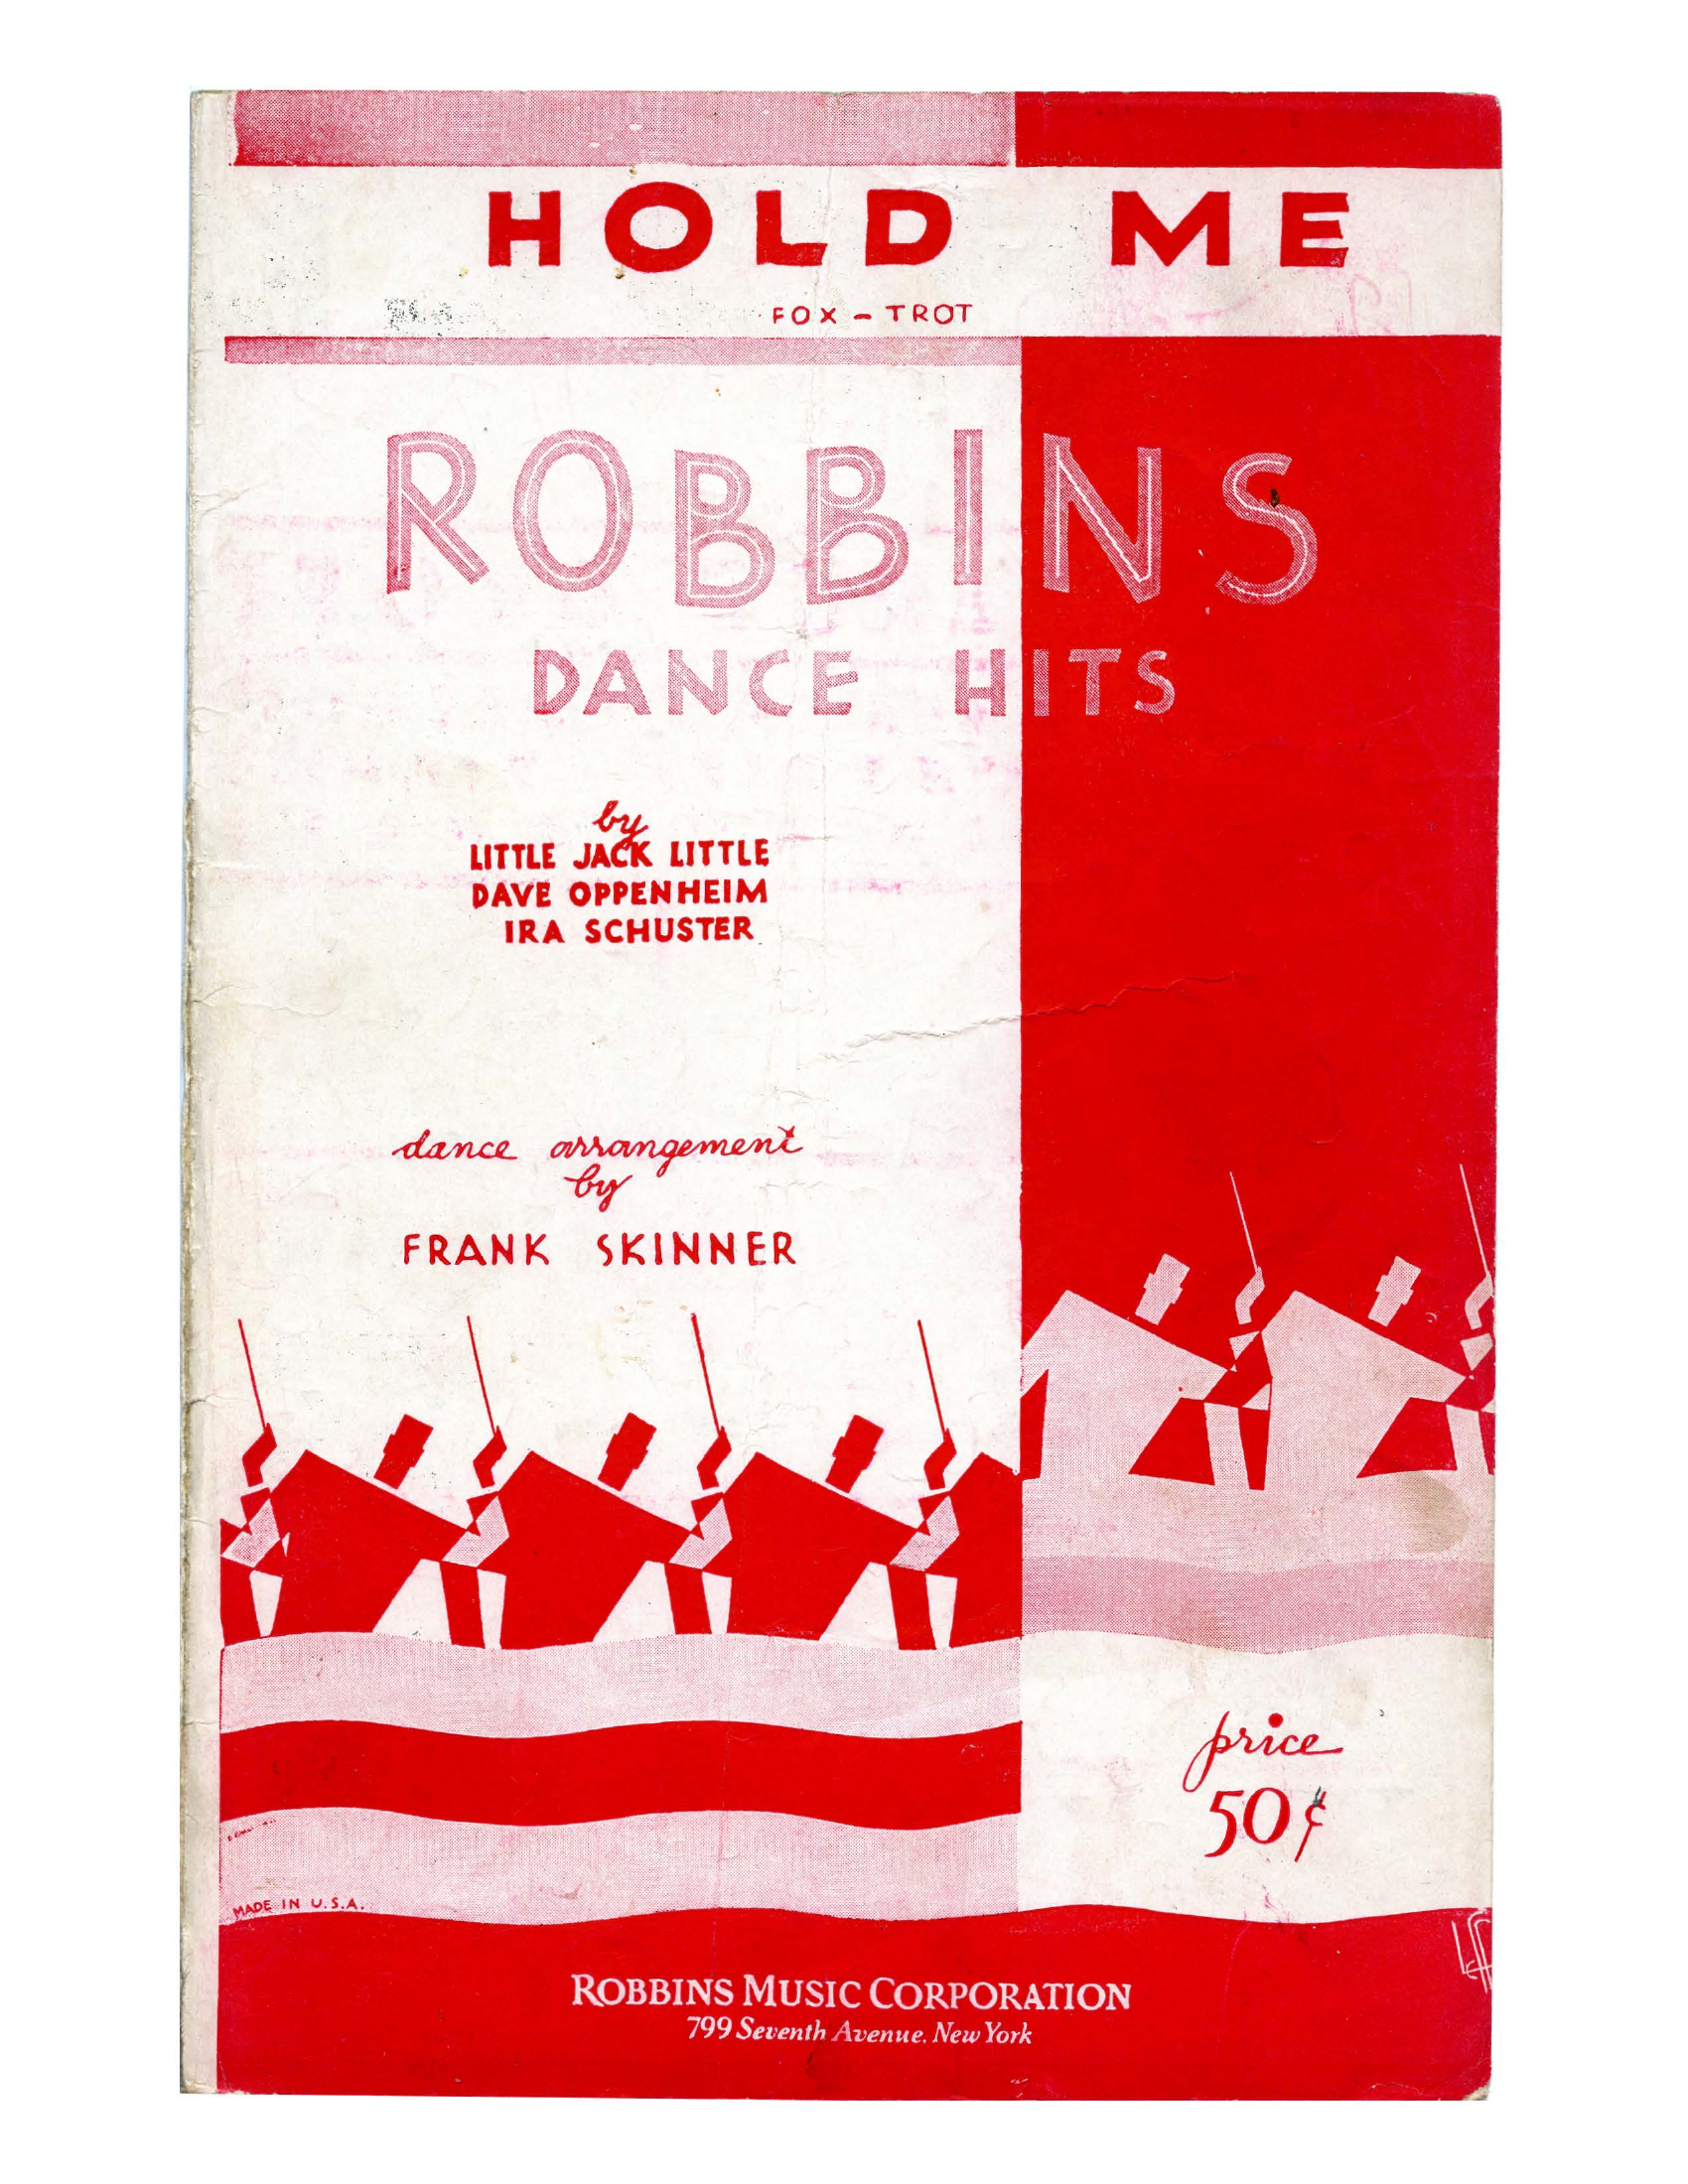 HOLD ME
FOX - TROT
ROBBINS
DANCE HITS
by
LITTLE JACK LITTLE
DAVE OPPENHEIM
IRA SCHUSTER
dance arrangement
by
FRANK SKINNER
price
50¢
MADE IN U.S.A.
ROBBINS MUSIC CORPORATION
799 Seventh Avenue, New York